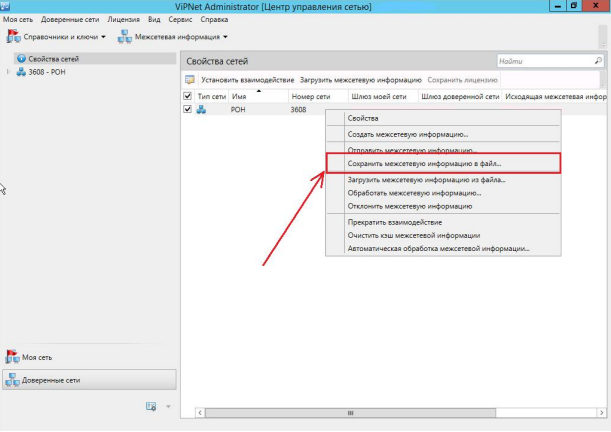 ViPNet Administrator [Центр управления сетью]
Моя сеть Доверенные сети Лицензия Вид Сервис Справка
Справочники и ключи Межсетевая информация
Свойства сетей
3608 - РОН
Свойства сетей
Найти
Установить взаимодействие Загрузить межсетевую информацию Сохранить лицензию
Тип сети Имя Номер сети Шлюз моей сети Шлюз доверенной сети Исходящая межсетевая инфор
РОН 3608
Свойства
Создать межсетевую информацию...
Отправить межсетевую информацию...
Сохранить межсетевую информацию в файл...
Загрузить межсетевую информацию из файла...
Обработать межсетевую информацию...
Отклонить межсетевую информацию
Прекратить взаимодействие
Очистить кэш межсетевой информации
Автоматическая обработка межсетевой информации...
Моя сеть
Доверенные сети